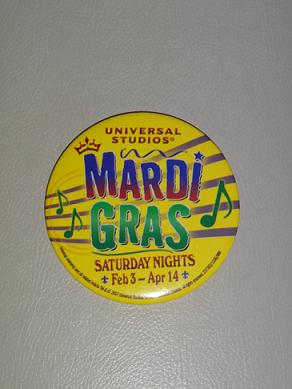 UNIVERSAL
STUDIOS®
MARDI
GRAS
SATURDAY NIGHTS
Feb 3 – Apr 14